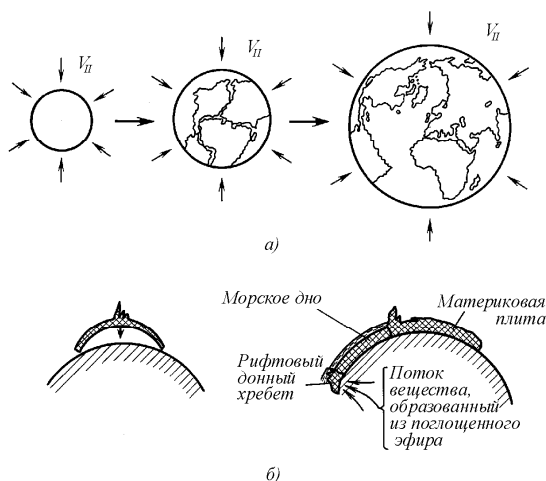 V_II
V_II
V_II
а)
Морское дно
Материковая
плита
Рифтовый
донный
хребет
Поток
вещества,
образованный
из поглощенного
эфира
б)